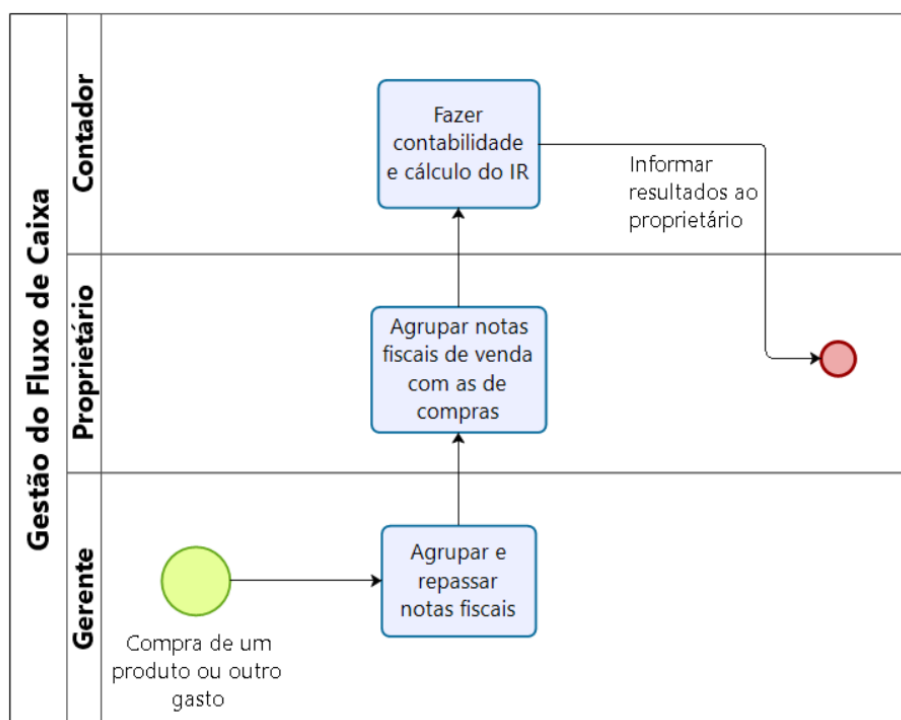 Gestão do Fluxo de Caixa
Contador
Fazer
contabilidade
e cálculo do IR
Informar
resultados ao
proprietário
Proprietário
Agrupar notas
fiscais de venda
com as de
compras
Gerente
Agrupar e
repassar
notas fiscais
Compra de um
produto ou outro
gasto